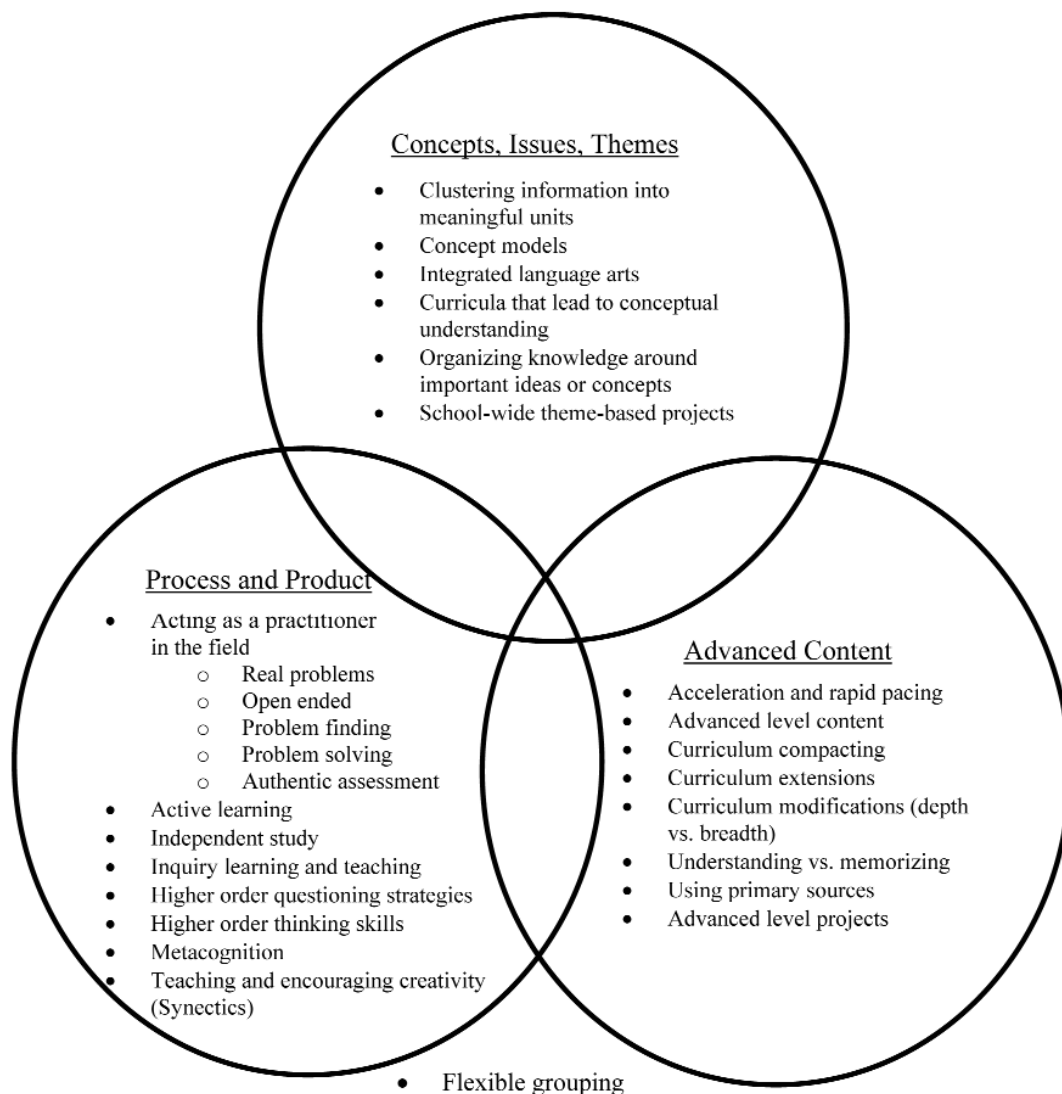 Concepts, Issues, Themes
• Clustering information into
meaningful units
• Concept models
• Integrated language arts
• Curricula that lead to conceptual
understanding
• Organizing knowledge around
important ideas or concepts
• School-wide theme-based projects
Process and Product
• Acting as a practitioner
in the field
o Real problems
o Open ended
o Problem finding
o Problem solving
o Authentic assessment
• Active learning
• Independent study
• Inquiry learning and teaching
• Higher order questioning strategies
• Higher order thinking skills
• Metacognition
• Teaching and encouraging creativity
(Synectics)
Advanced Content
• Acceleration and rapid pacing
• Advanced level content
• Curriculum compacting
• Curriculum extensions
• Curriculum modifications (depth
vs. breadth)
• Understanding vs. memorizing
• Using primary sources
• Advanced level projects
• Flexible grouping